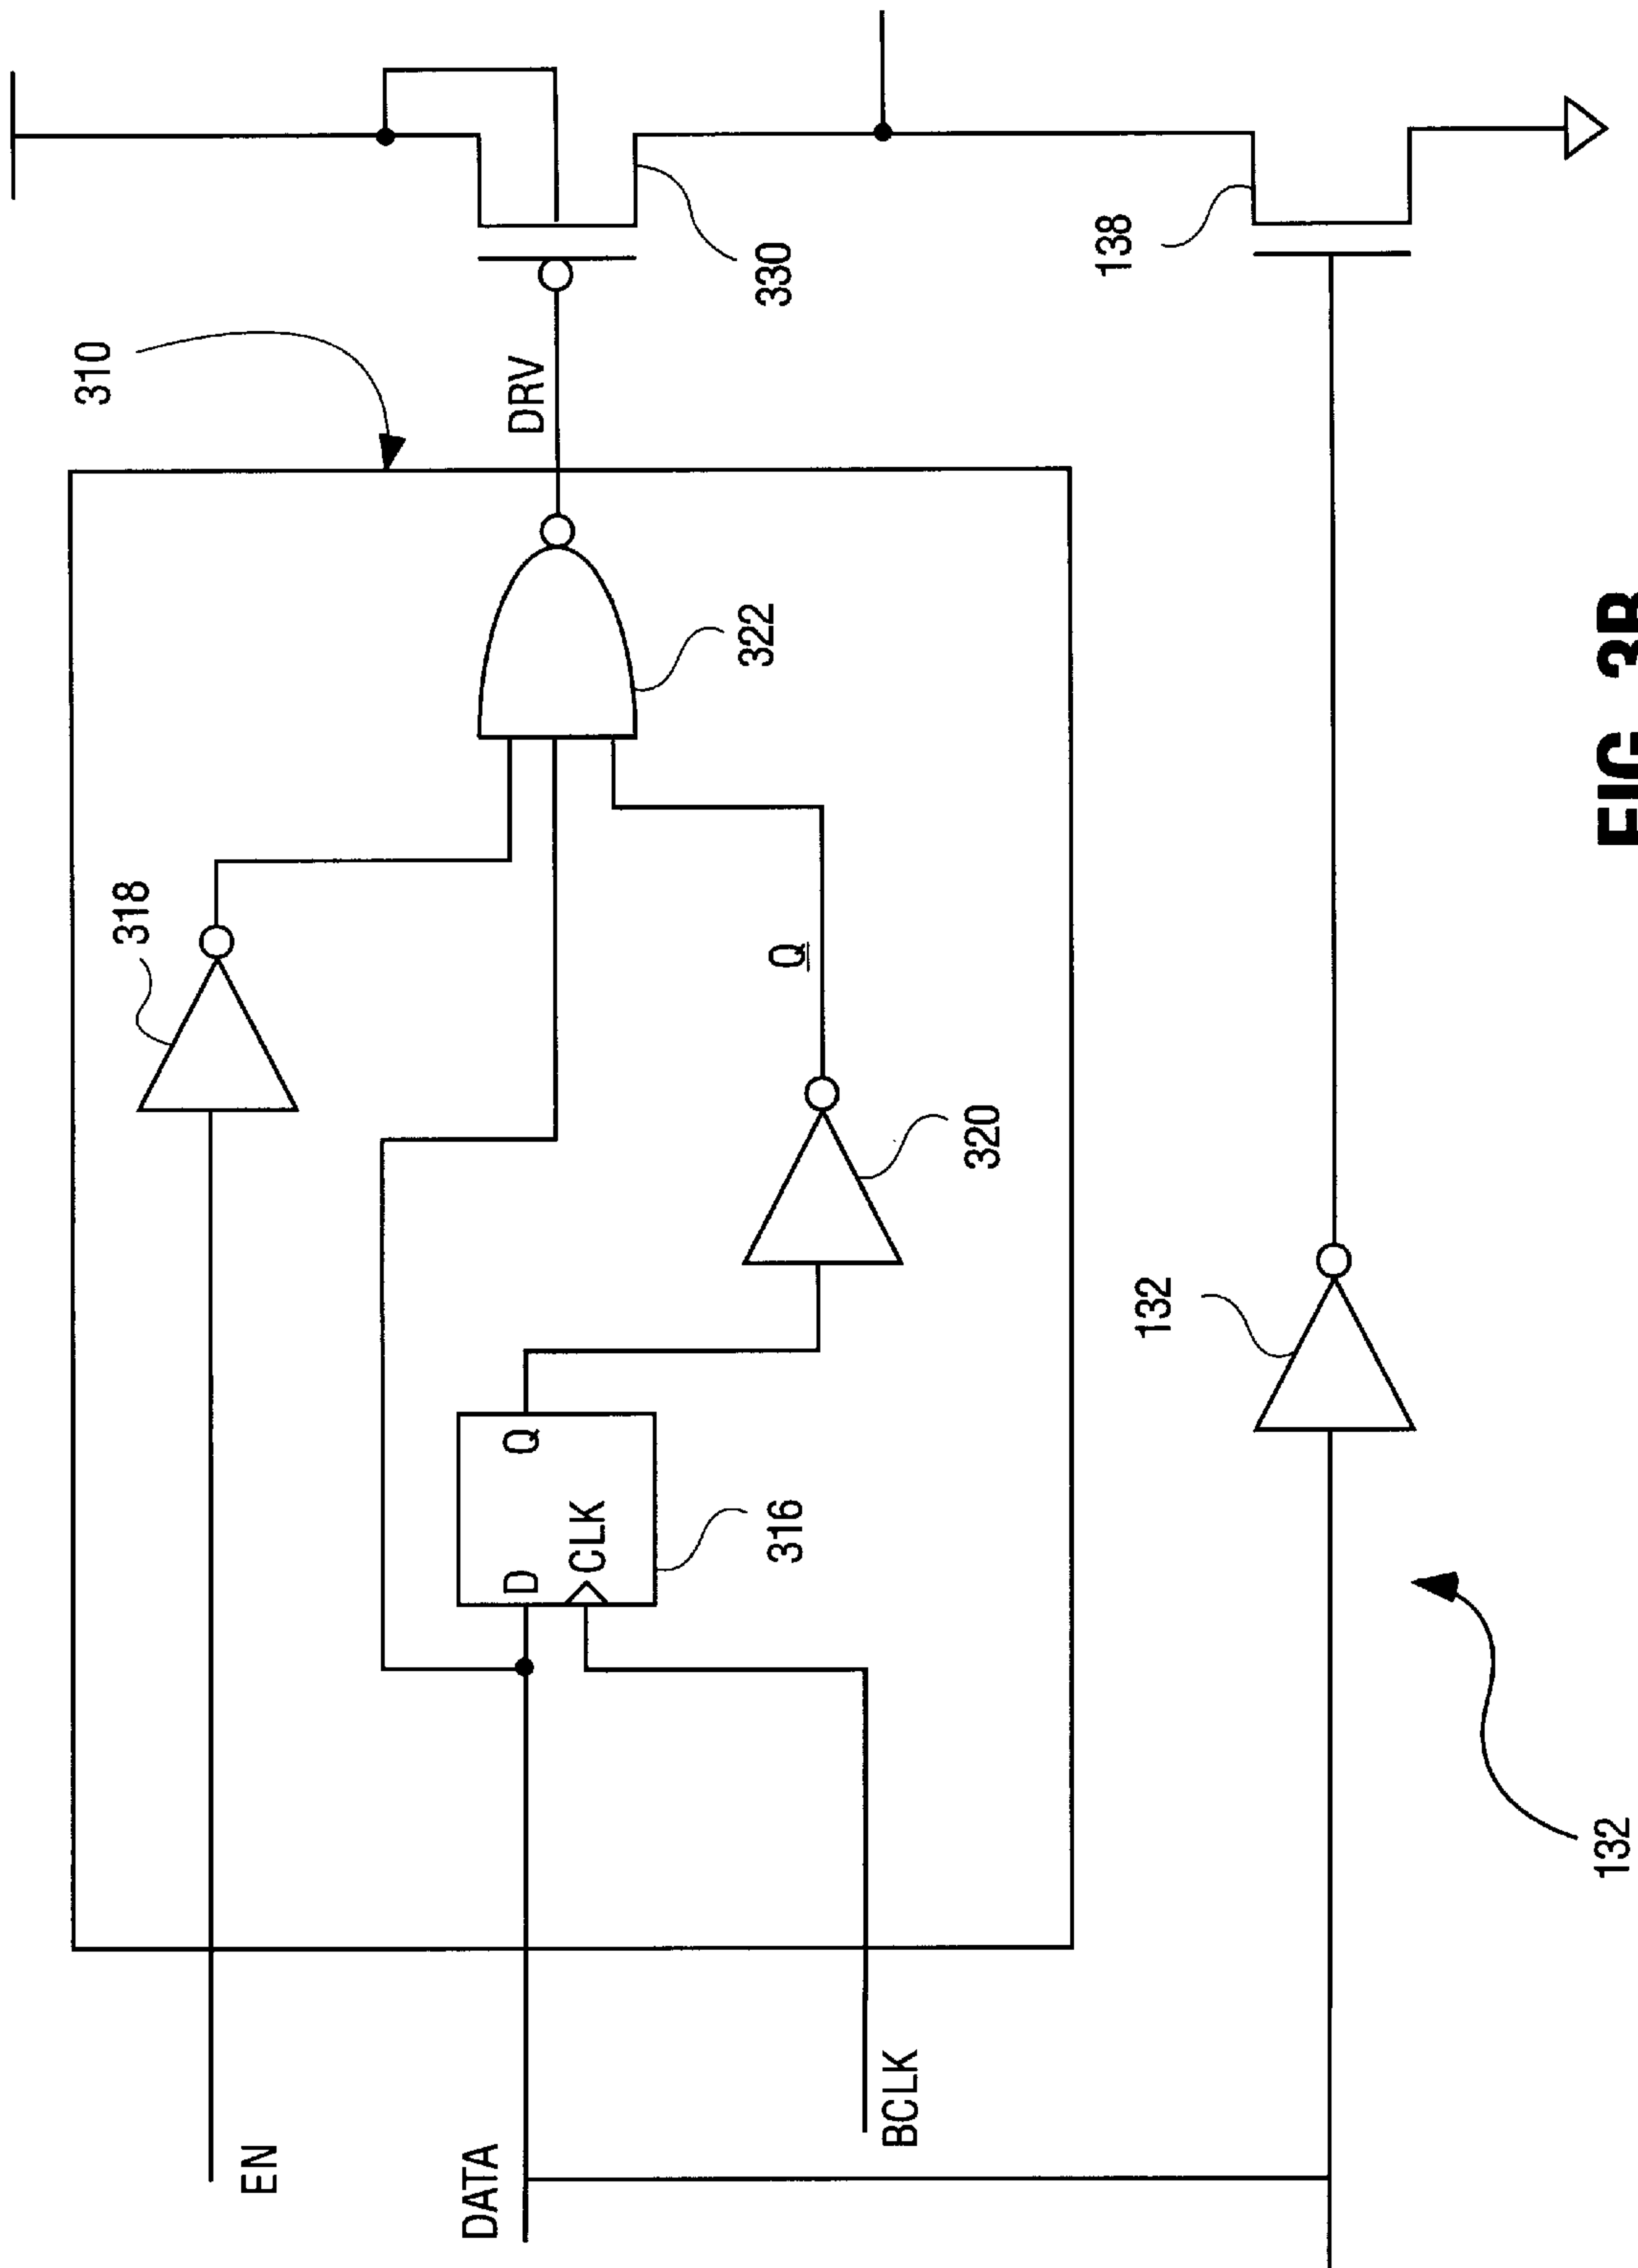 310
318
EN
DATA
D
Q
DRV
CLK
322
330
316
Q
BCLK
320
138
132
132
FIG 3B